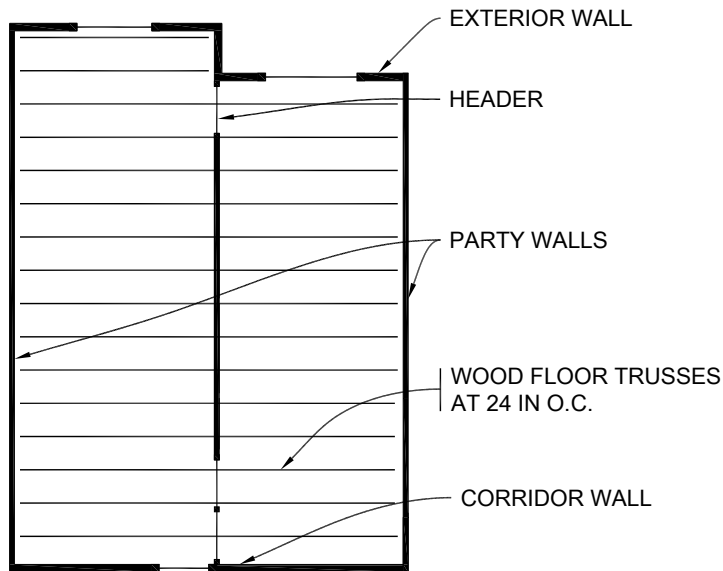 EXTERIOR WALL
HEADER
PARTY WALLS
WOOD FLOOR TRUSSES
AT 24 IN O.C.
CORRIDOR WALL